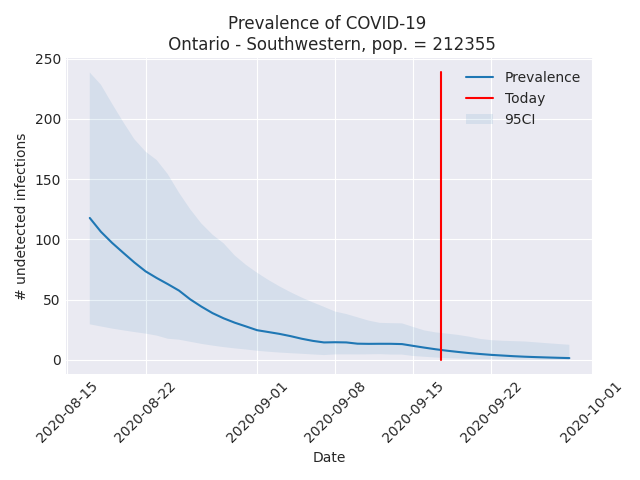 Prevalence of COVID-19
Ontario - Southwestern, pop. = 212355
250
200
150
100
50
0
# undetected infections
Prevalence
Today
95CI
2020-08-15
2020-08-22
2020-09-01
2020-09-08
2020-09-15
2020-09-22
2020-10-01
Date